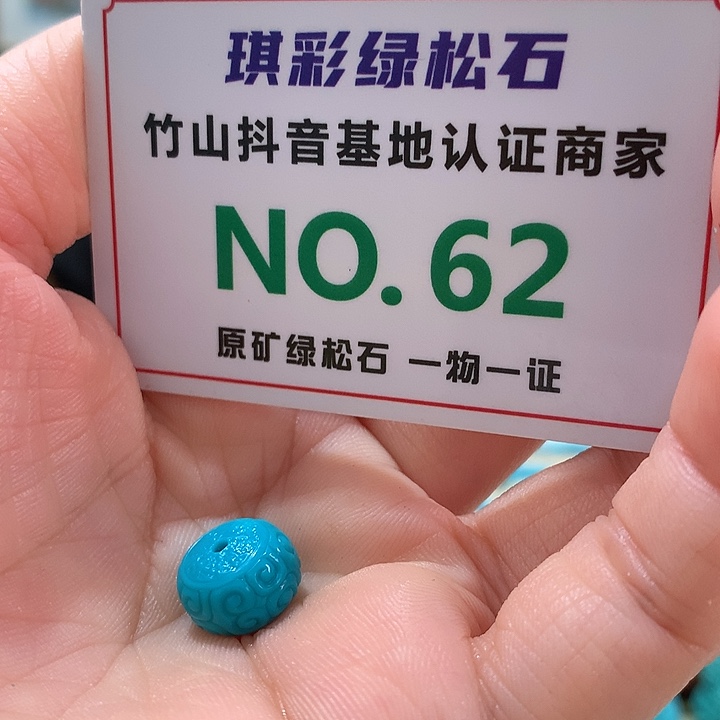 琪彩绿松石
竹山抖音基地认证商家
NO.62
原矿绿松石 一物一证